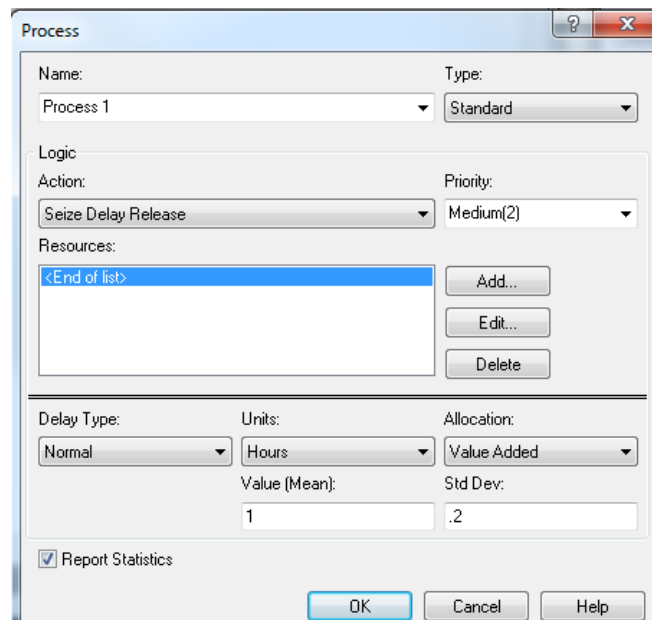 Process
?
X
Name: Type:
Process 1 Standard
Logic
Action: Priority:
Seize Delay Release Medium(2)
Resources:
<End of list>
Add...
Edit...
Delete
Delay Type: Units: Allocation:
Normal Hours Value Added
Value (Mean): Std Dev:
1 .2
Report Statistics
OK Cancel Help